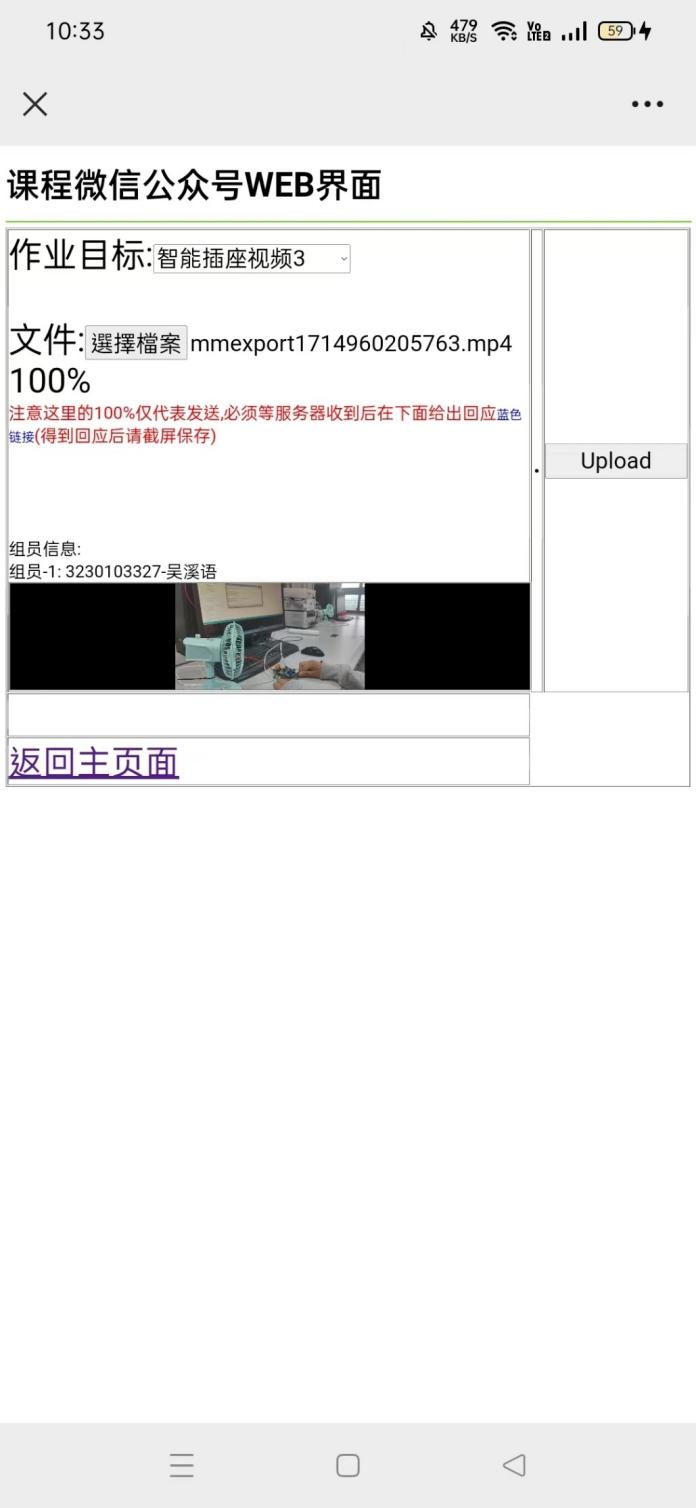 10:33
479
KB/S
Vo
LTE2
59
课程微信公众号WEB界面
作业目标:智能插座视频3
文件:選擇檔案 mmexport1714960205763.mp4
100%
注意这里的100%仅代表发送,必须等服务器收到后在下面给出回应蓝色
链接(得到回应后请截屏保存)
.
Upload
组员信息:
组员-1: 3230103327-吴溪语
返回主页面